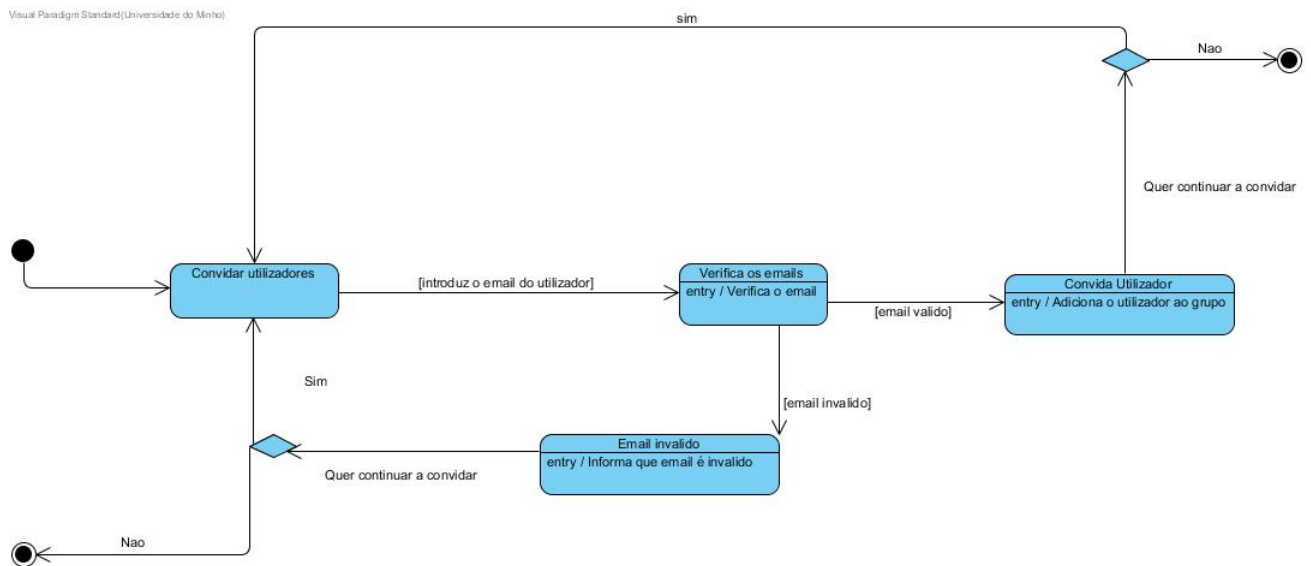 Visual Paradigm Standard(Universidade do Minho)
sim
Nao
Quer continuar a convidar
Convidar utilizadores
[introduz o email do utilizador]
Verifica os emails
entry / Verifica o email
[email valido]
Convida Utilizador
entry / Adiciona o utilizador ao grupo
Sim
[email invalido]
Email invalido
entry / Informa que email é invalido
Quer continuar a convidar
Nao